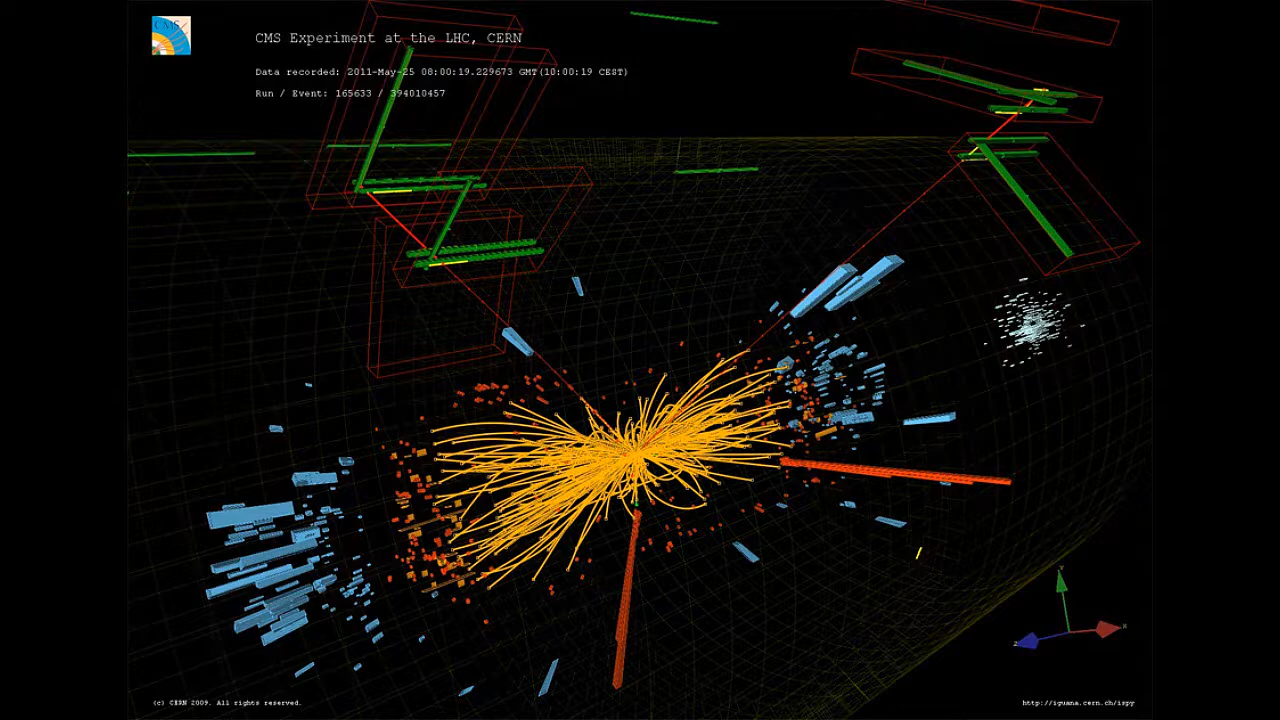 CMS
CMS Experiment at the LHC, CERN
Data recorded: 2011-May-25 08:00:19.229673 GMT(10:00:19 CEST)
Run / Event: 165633 / 394010457
Y
X
Z
(c) CERN 2009. All rights reserved.
http://iguana.cern.ch/ispy